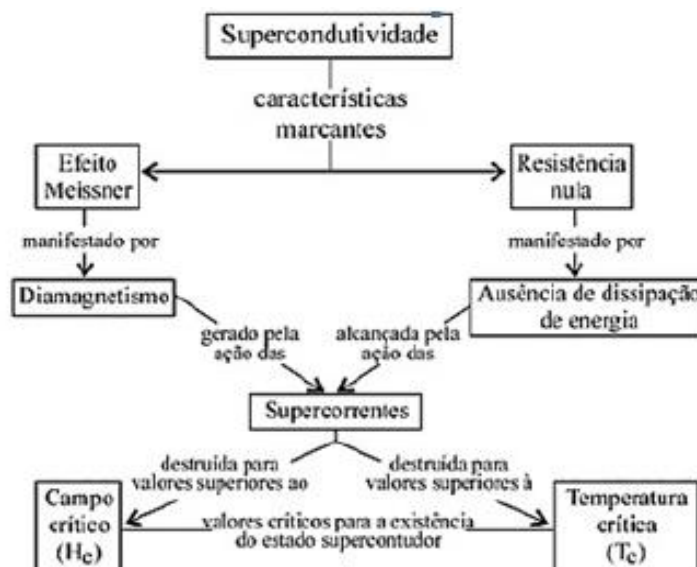 Supercondutividade
características
marcantes
Efeito
Meissner
Resistência
nula
manifestado por
manifestado por
Diamagnetismo
Ausência de dissipação
de energia
gerado pela
ação das
alcançada pela
ação das
Supercorrentes
destruída para
valores superiores ao
destruída para
valores superiores à
Campo
crítico
(Hc)
valores críticos para a existência
do estado supercontudor
Temperatura
crítica
(Tc)